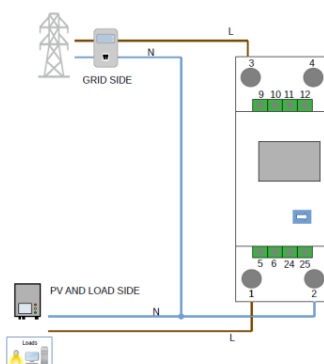 L
N
3 4
GRID SIDE
9 10 11 12
5 6 24 25
PV AND LOAD SIDE
1 2
N
L
Loads